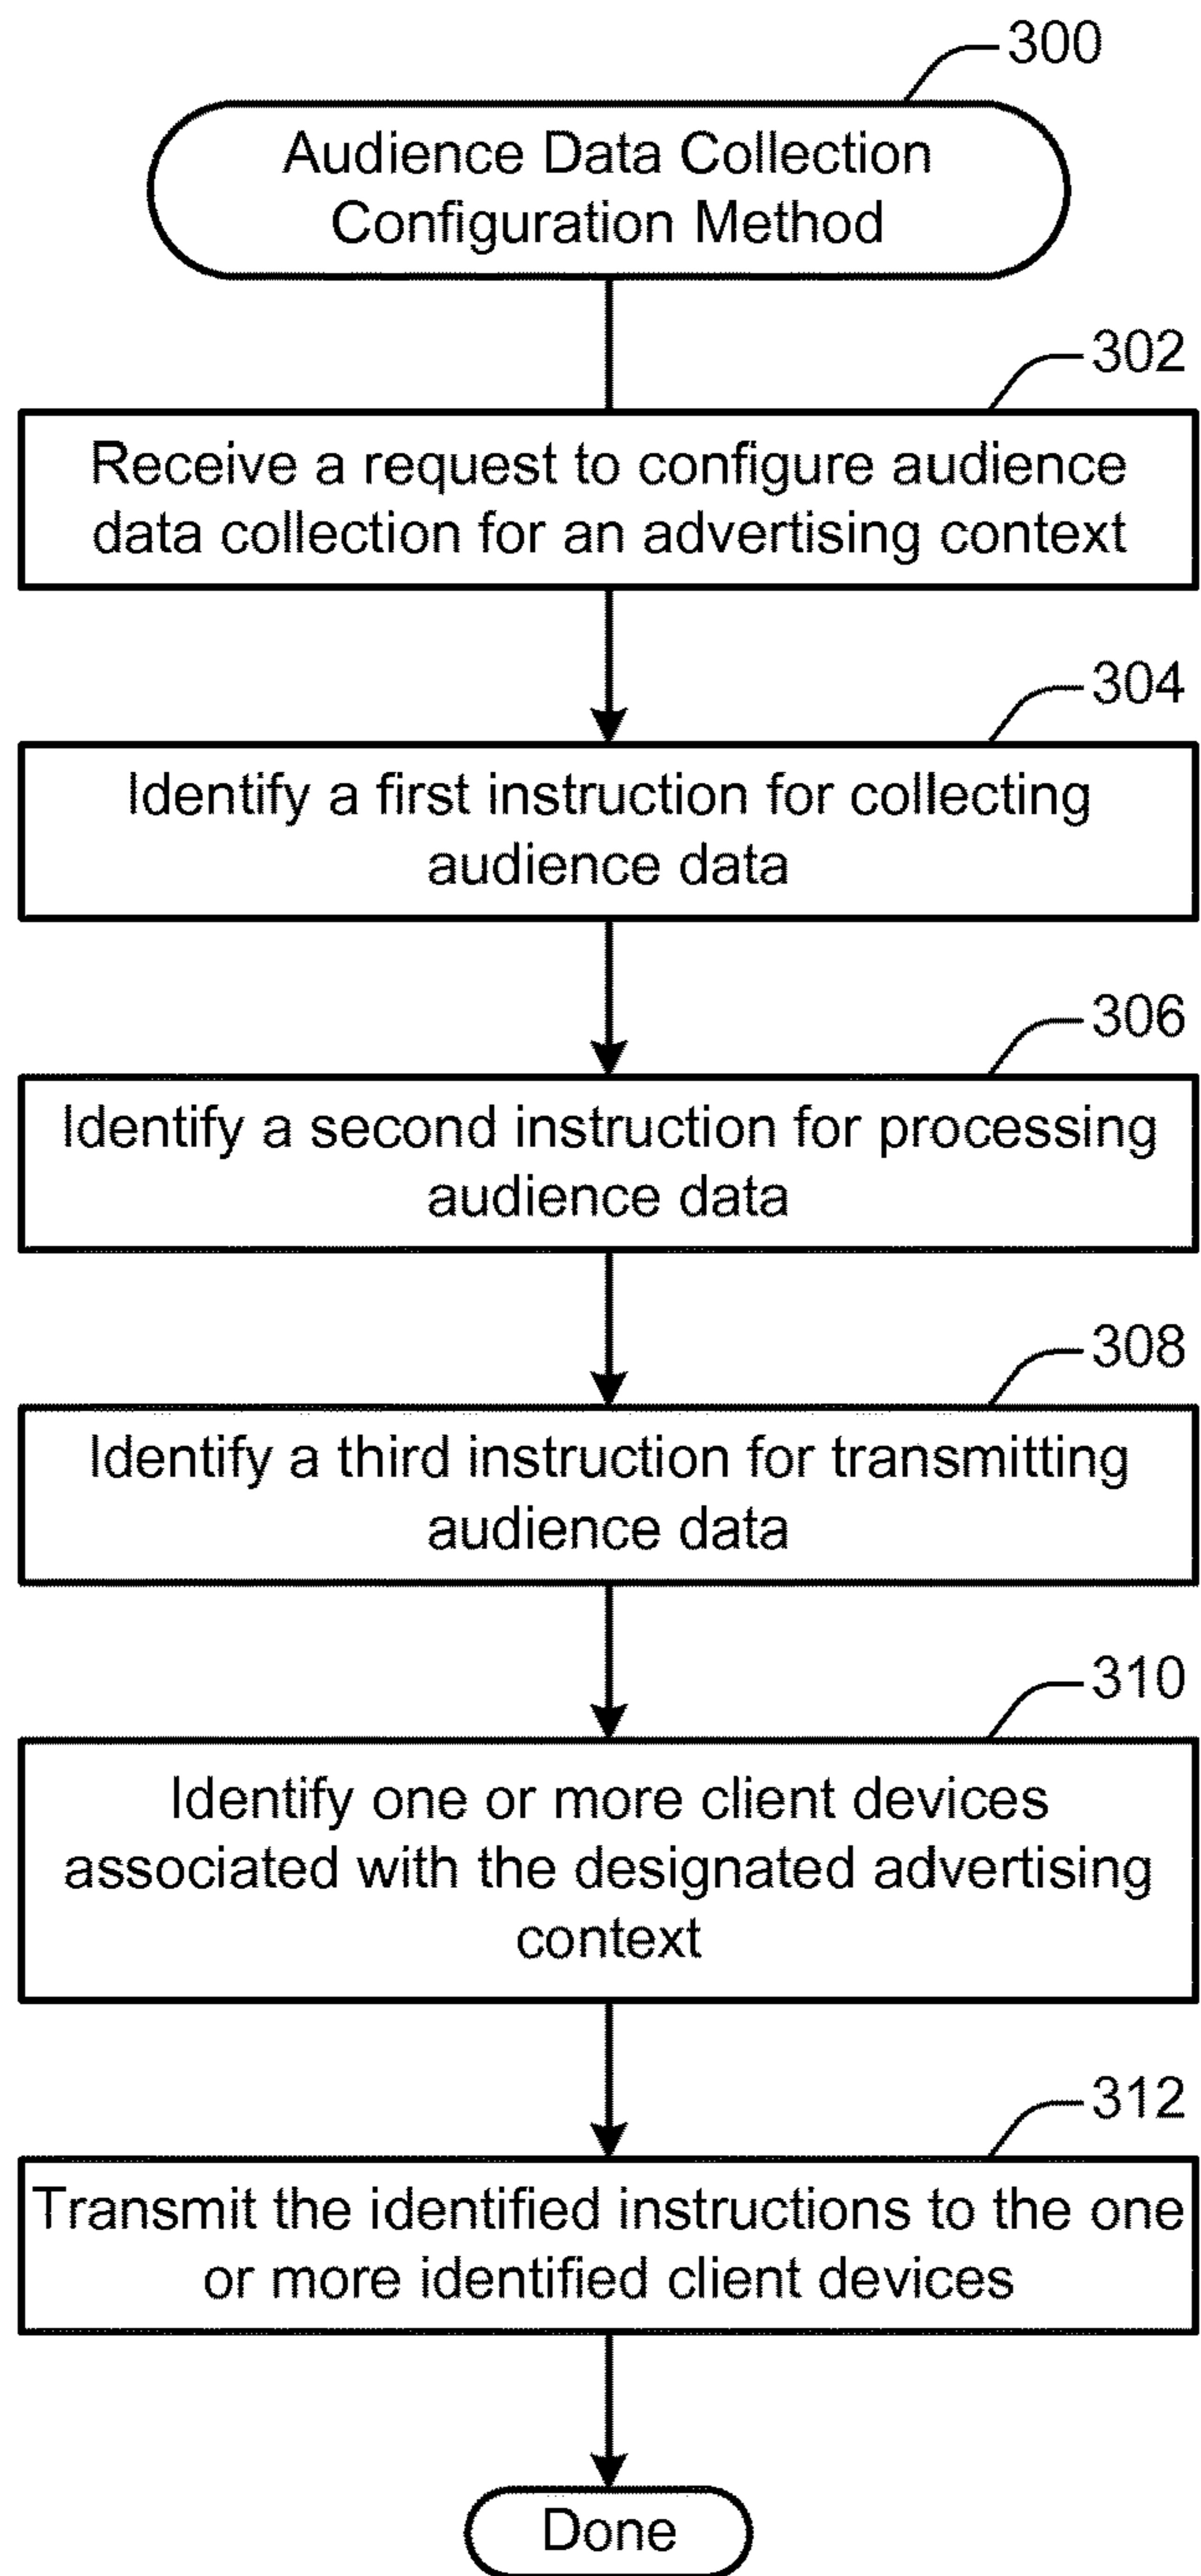 300
Audience Data Collection
Configuration Method
302
Receive a request to configure audience
data collection for an advertising context
304
Identify a first instruction for collecting
audience data
306
Identify a second instruction for processing
audience data
308
Identify a third instruction for transmitting
audience data
310
Identify one or more client devices
associated with the designated advertising
context
312
Transmit the identified instructions to the one
or more identified client devices
Done